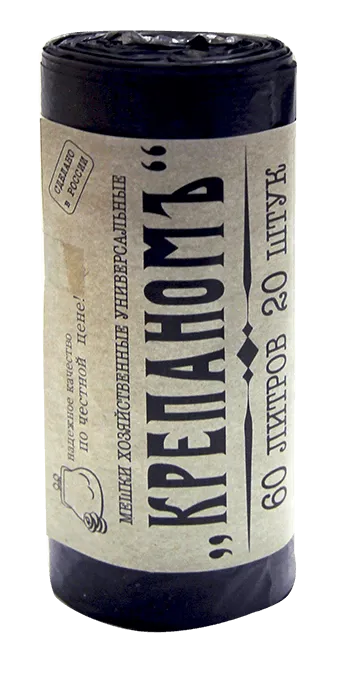 СДЕЛАНО
В РОССИИ
надежное качество
по честной цене!
МЕШКИ ХОЗЯЙСТВЕННЫЕ УНИВЕРСАЛЬНЫЕ
„КРЕПАНОМЪ“
60 ЛИТРОВ 20 ШТУК